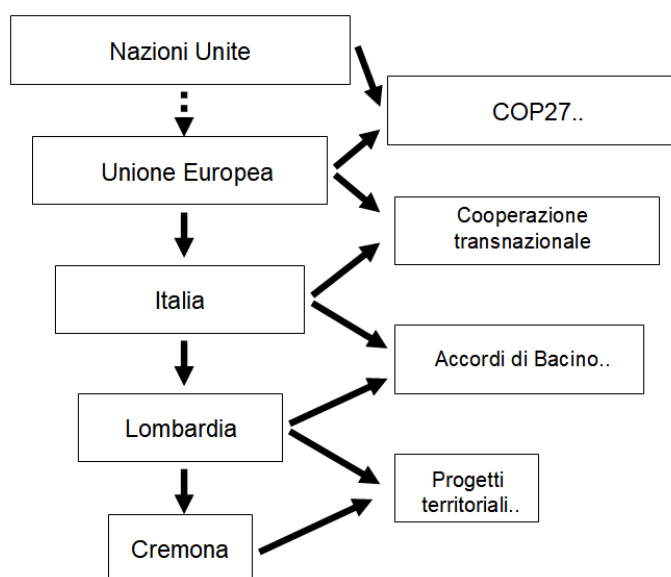 Nazioni Unite
COP27..
Unione Europea
Cooperazione
transnazionale
Italia
Accordi di Bacino..
Lombardia
Progetti
territoriali..
Cremona